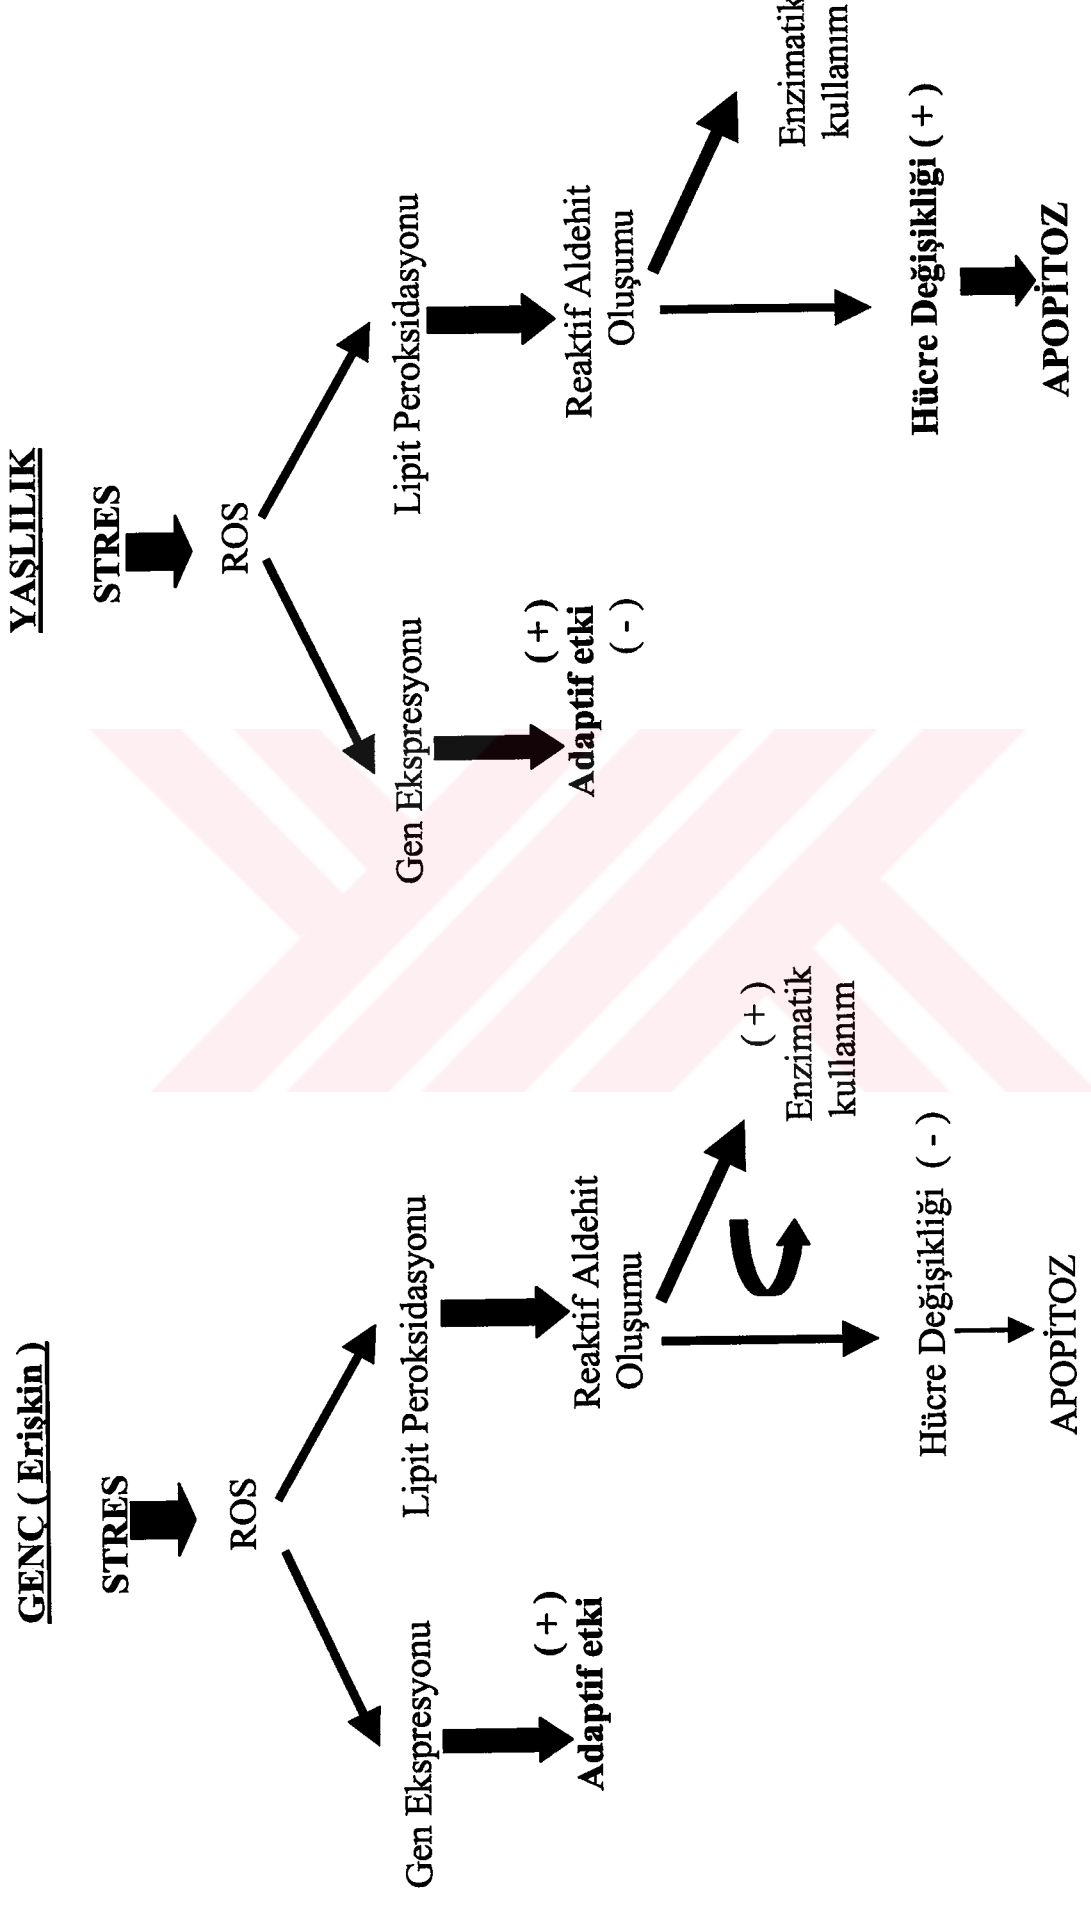 GENÇ ( Erişkin )
STRES
ROS
Gen Ekspresyonu
Lipit Peroksidasyonu
( + )
Adaptif etki
Reaktif Aldehit
Oluşumu
( + )
Enzimatik
kullanım
Hücre Değişikliği ( - )
APOPİTOZ
YAŞLILIK
STRES
ROS
Gen Ekspresyonu
Lipit Peroksidasyonu
( + )
Adaptif etki
( - )
Reaktif Aldehit
Oluşumu
Enzimatik
kullanım
Hücre Değişikliği ( + )
APOPİTOZ